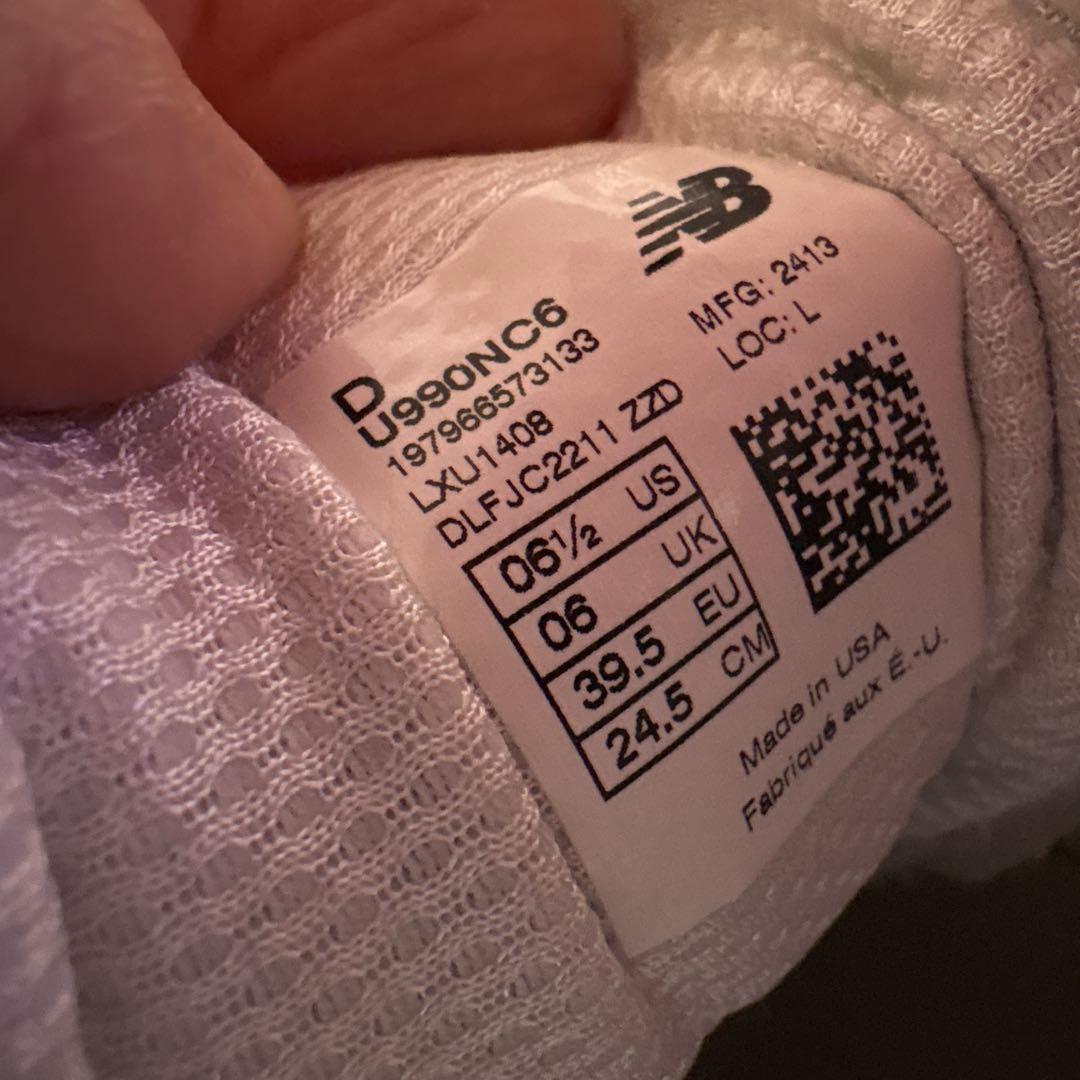 NB
MFG: 2413
LOC: L
D
U990NC6
197966573133
LXU1408
DLFJC2211 ZZD
06½ US
06 UK
39.5 EU
24.5 CM
Made in USA
Fabriqué aux É.-U.